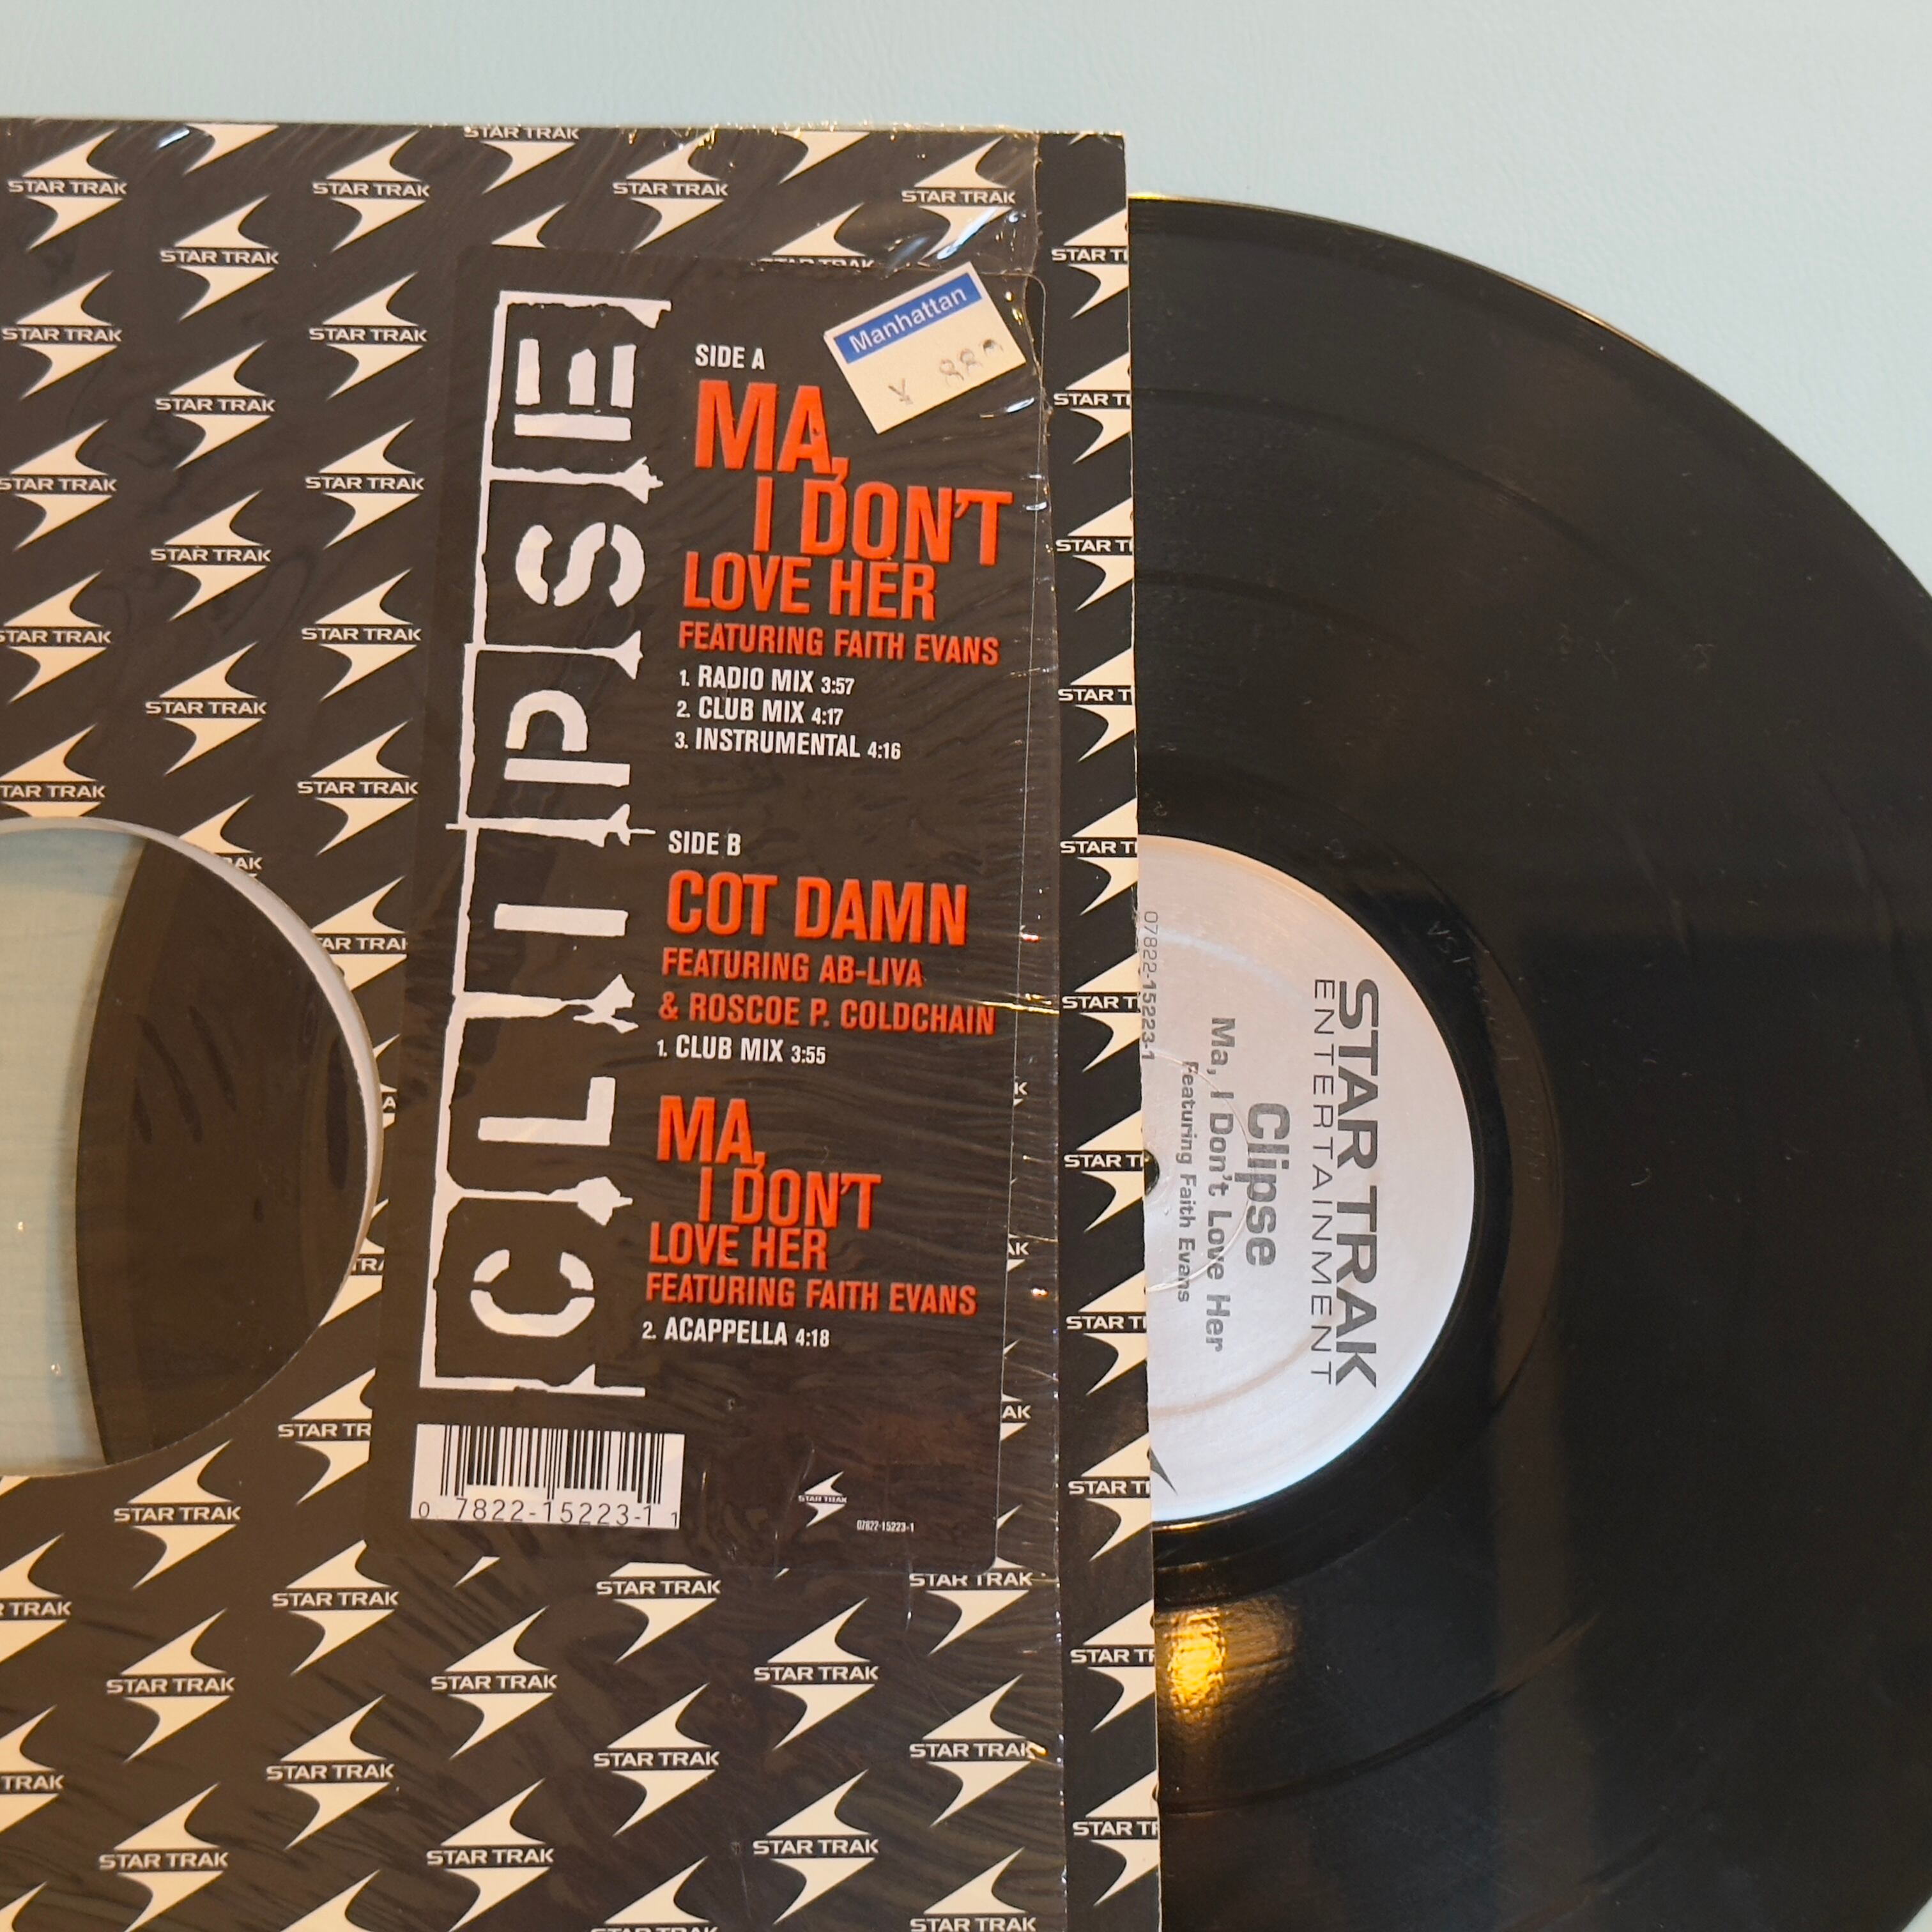 CLIPSE
Manhattan
¥ 880
SIDE A
MA,
I DON'T
LOVE HER
FEATURING FAITH EVANS
1. RADIO MIX 3:57
2. CLUB MIX 4:17
3. INSTRUMENTAL 4:16
SIDE B
COT DAMN
FEATURING AB-LIVA
& ROSCOE P. COLDCHAIN
1. CLUB MIX 3:55
MA,
I DON'T
LOVE HER
FEATURING FAITH EVANS
2. ACAPPELLA 4:18
0 7822-15223-1 1
STAR TRAK
07822-15223-1
STAR TRAK
ENTERTAINMENT
Clipse
Ma, I Don't Love Her
Featuring Faith Evans
07822-15223-1
STAR TRAK